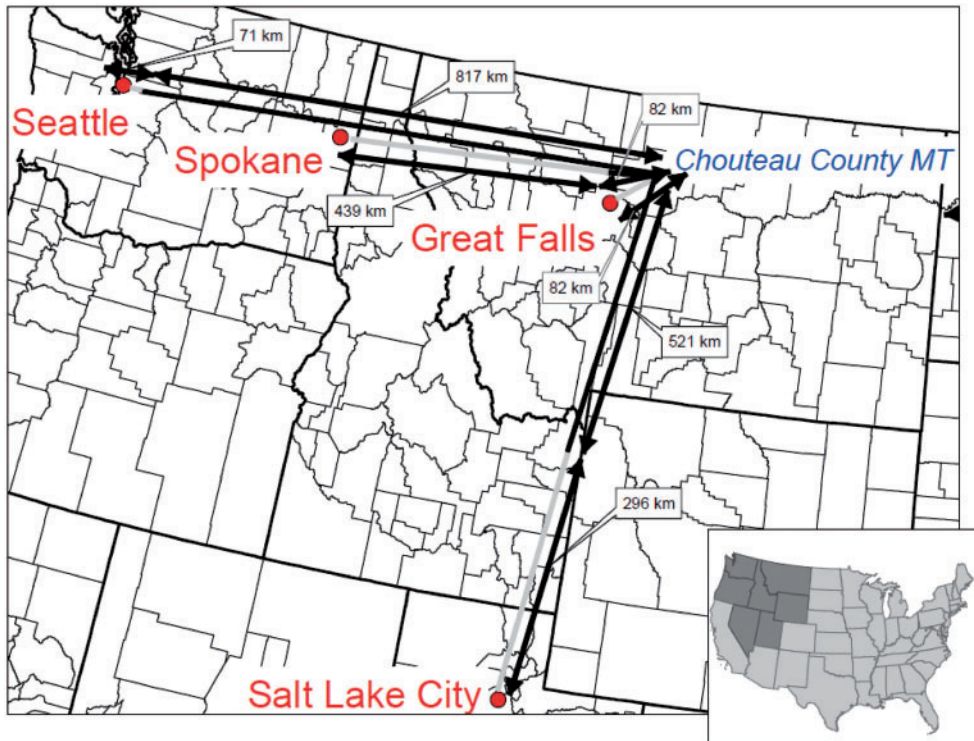 71 km
817 km
82 km
Seattle
Spokane
Chouteau County MT
439 km
Great Falls
82 km
521 km
296 km
Salt Lake City